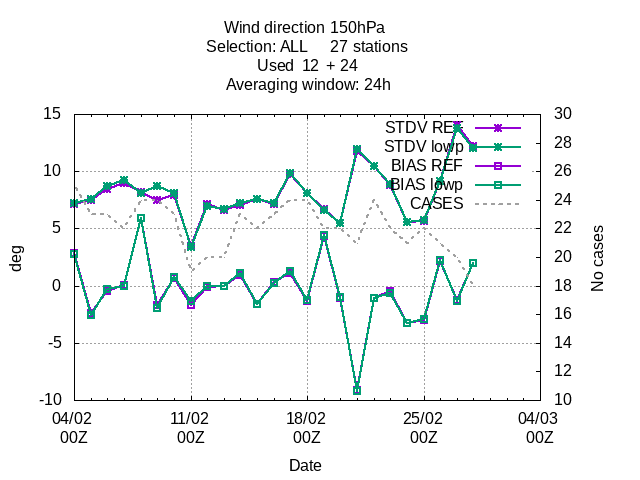 Wind direction 150hPa
Selection: ALL 27 stations
Used 12 + 24
Averaging window: 24h
15
10
5
0
-5
-10
30
28
26
24
22
20
18
16
14
12
10
STDV REF
STDV lowp
BIAS REF
BIAS lowp
CASES
deg
No cases
04/02 11/02 18/02 25/02 04/03
00Z 00Z 00Z 00Z 00Z
Date